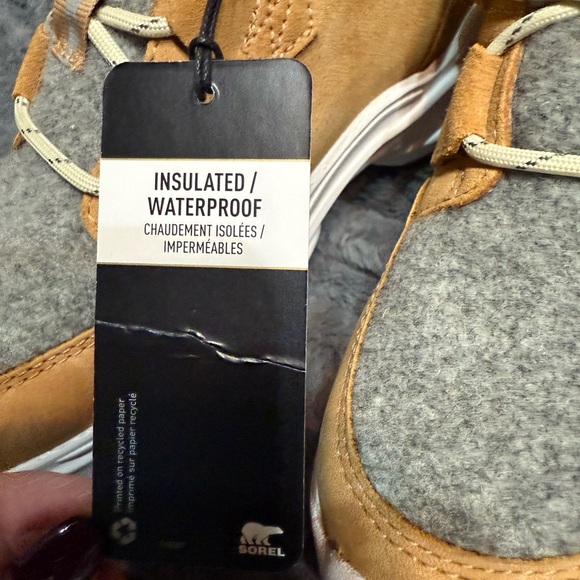 INSULATED /
WATERPROOF
CHAUDEMENT ISOLÉES /
IMPERMÉABLES
Printed on recycled paper
imprimé sur papier recyclé
SOREL